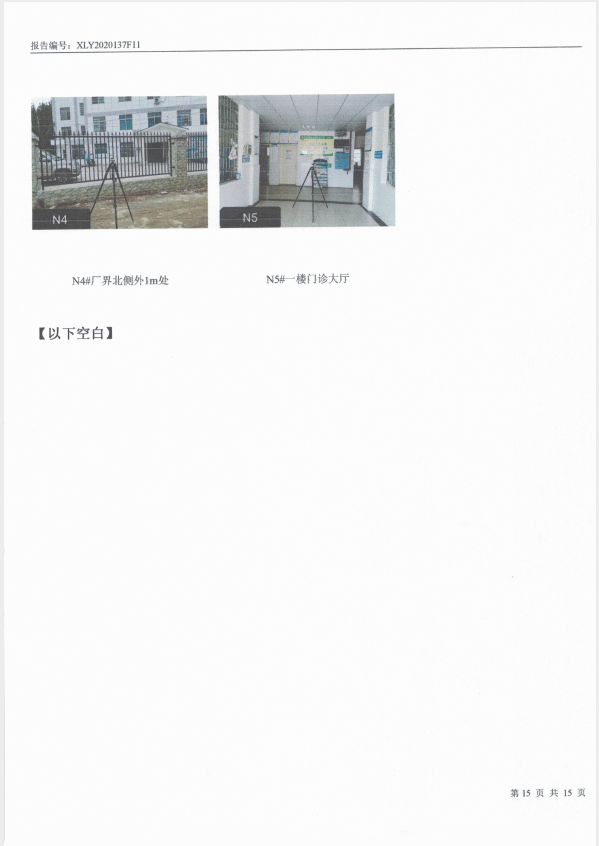 报告编号：XLY2020137F11
N4
N5
N4#厂界北侧外1m处
N5#一楼门诊大厅
【以下空白】
第 15 页 共 15 页